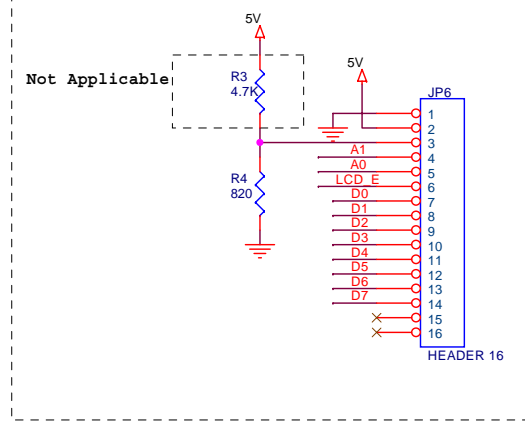 5V
5V
Not Applicable
R3
4.7K
JP6
1
2
3
A1
4
A0
5
R4
820
LCD_E
6
D0
7
D1
8
D2
9
D3
10
D4
11
D5
12
D6
13
D7
14
15
16
HEADER 16